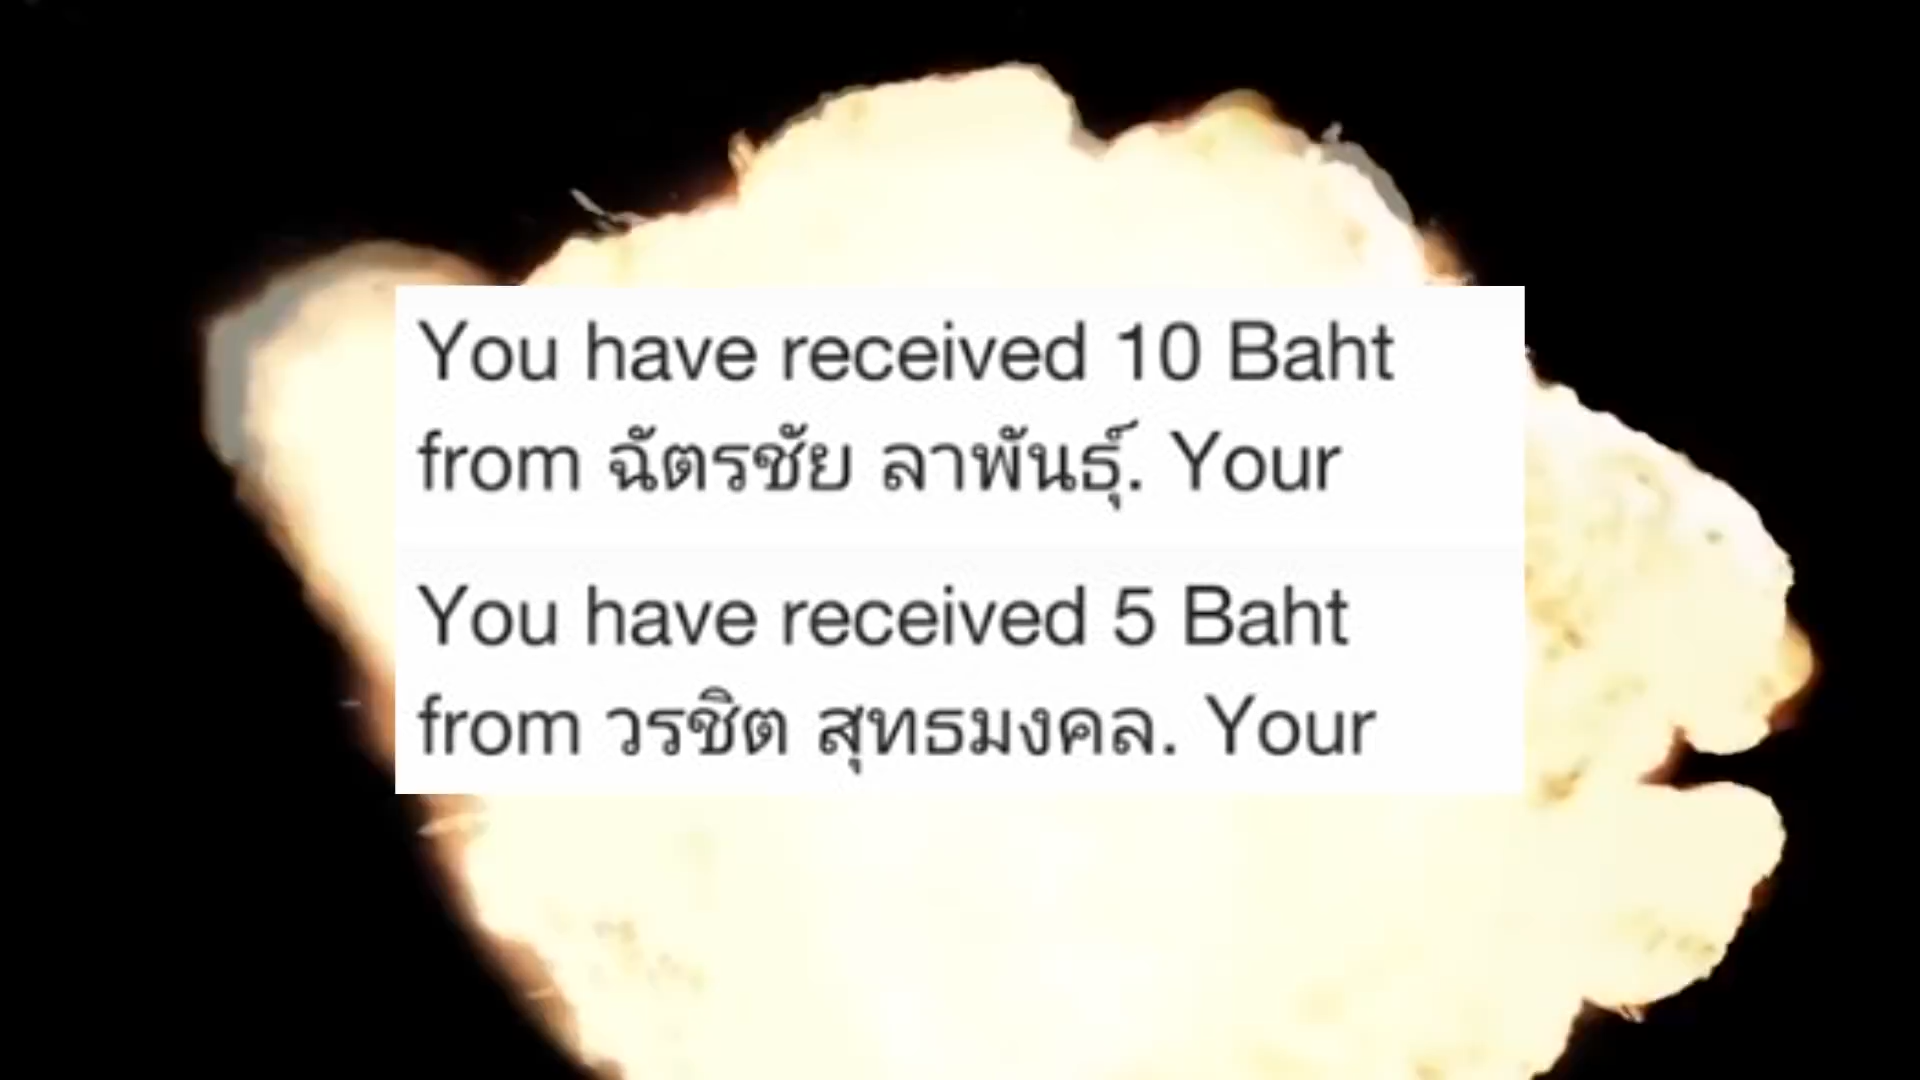 You have received 10 Baht
from ฉัตรชัย ลาพันธุ์. Your
You have received 5 Baht
from วรชิต สุทธมงคล. Your